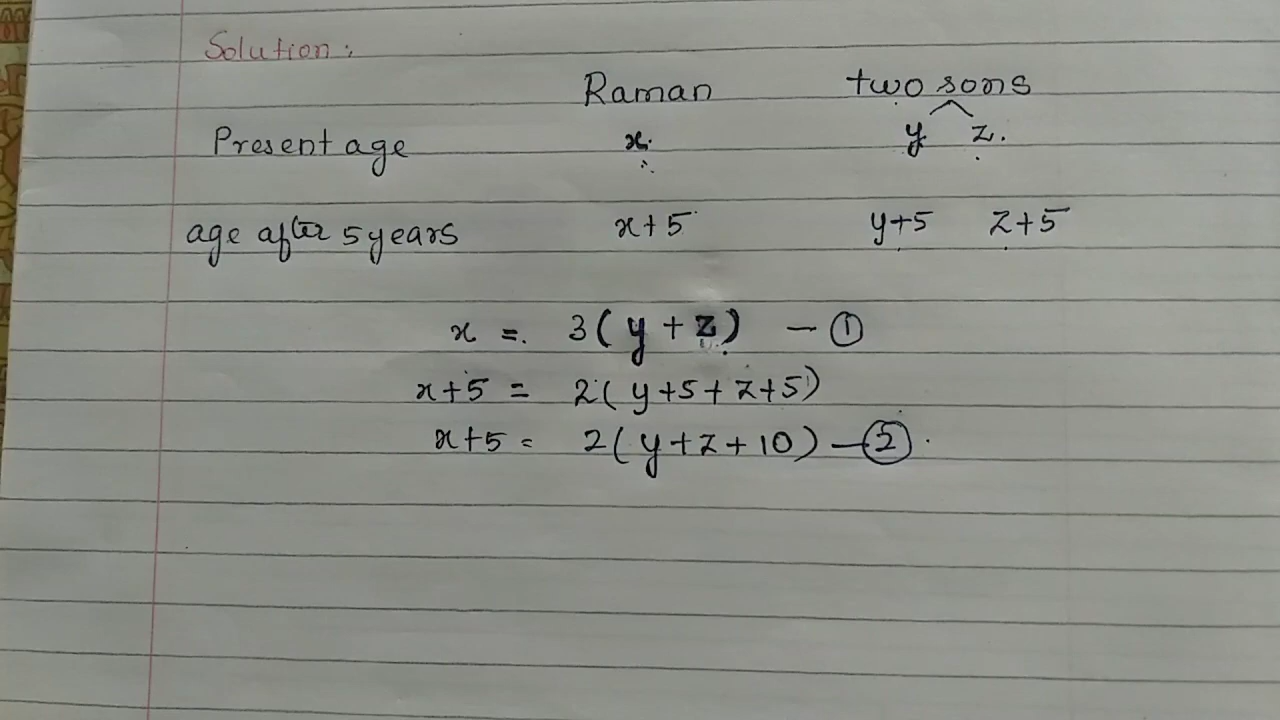 Solution:
Raman two sons
Present age x y z.
age after 5 years x+5 y+5 z+5
x = 3(y+z) — ①
x+5 = 2(y+5+z+5)
x+5 = 2(y+z+10) — ②.